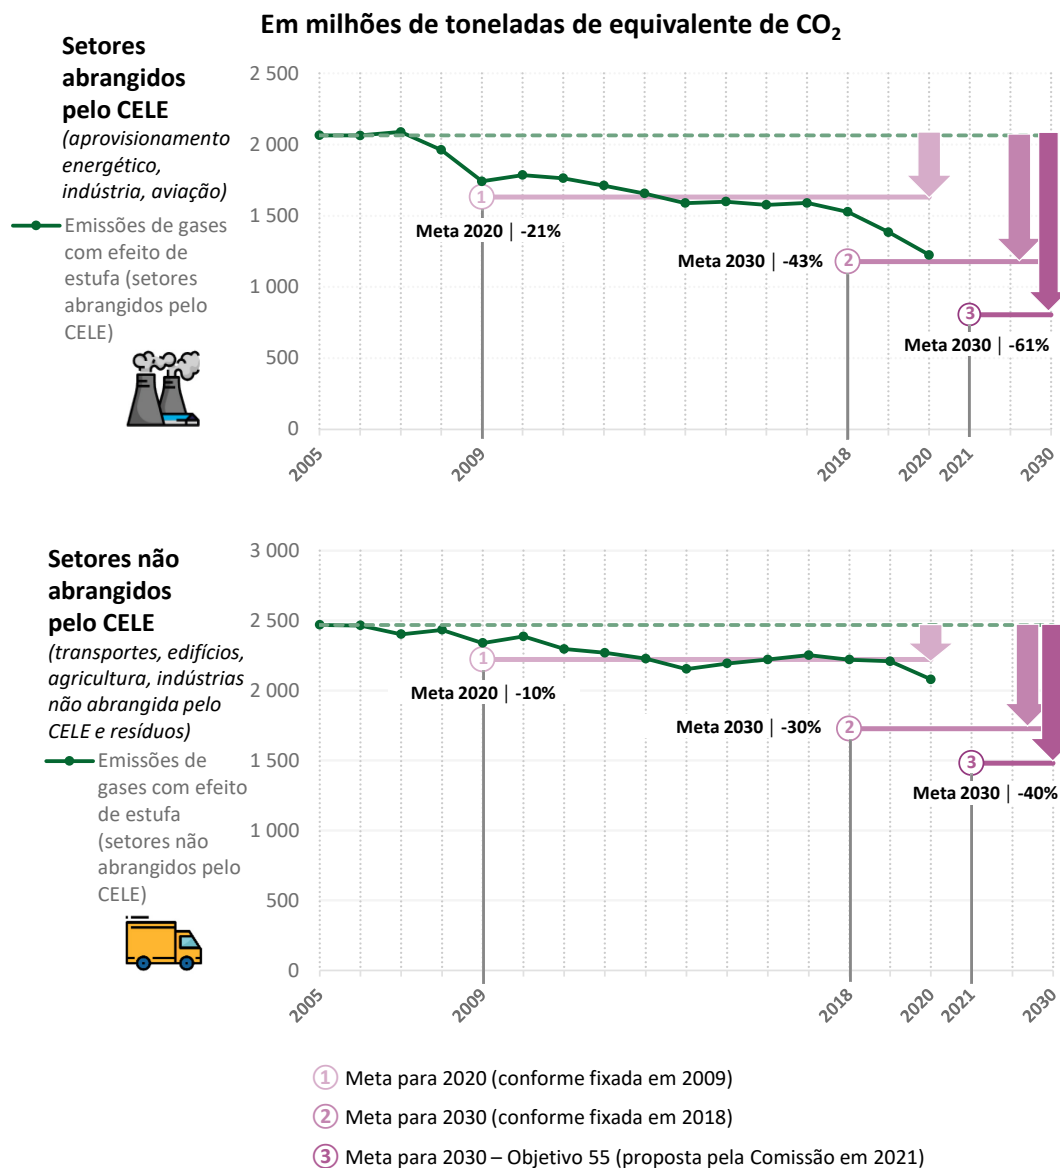 Em milhões de toneladas de equivalente de CO₂
Setores
abrangidos
pelo CELE
(aprovisionamento
energético,
indústria, aviação)
Emissões de gases
com efeito de
estufa (setores
abrangidos pelo
CELE)
2 500
2 000
1 500
1 000
500
0
1
Meta 2020 | -21%
Meta 2030 | -43%
2
3
Meta 2030 | -61%
2005
2009
2018
2020
2021
2030
Setores não
abrangidos
pelo CELE
(transportes, edifícios,
agricultura, indústrias
não abrangida pelo
CELE e resíduos)
Emissões de
gases com efeito
de estufa
(setores não
abrangidos pelo
CELE)
3 000
2 500
2 000
1 500
1 000
500
0
1
Meta 2020 | -10%
Meta 2030 | -30%
2
3
Meta 2030 | -40%
2005
2009
2018
2020
2021
2030
1 Meta para 2020 (conforme fixada em 2009)
2 Meta para 2030 (conforme fixada em 2018)
3 Meta para 2030 – Objetivo 55 (proposta pela Comissão em 2021)